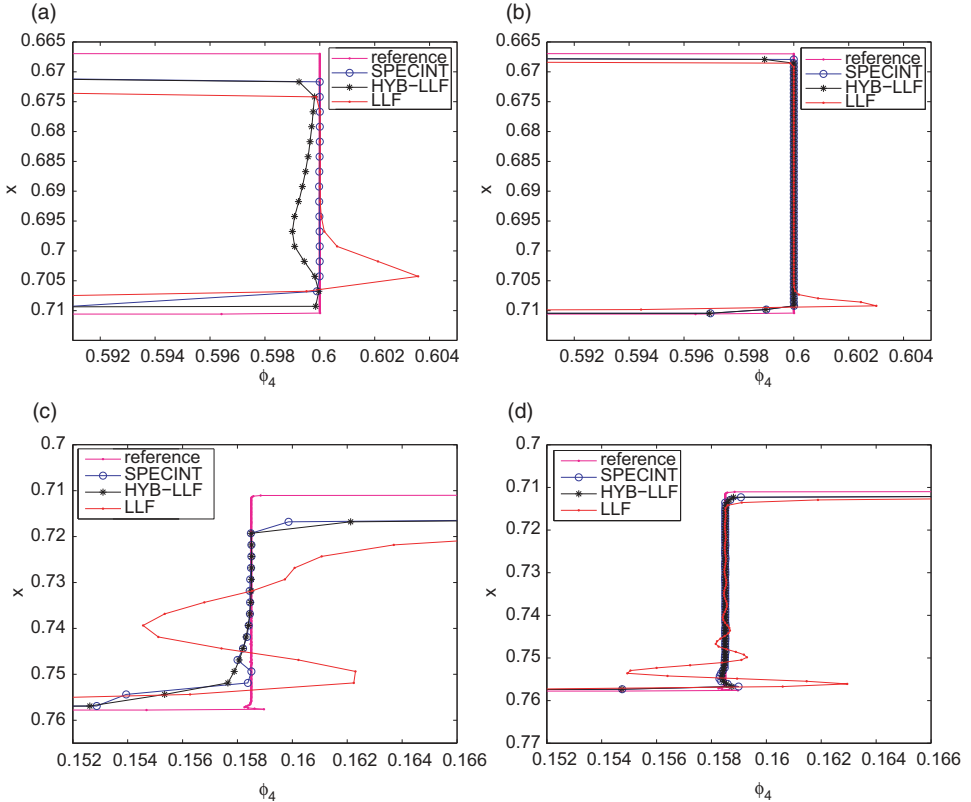 (a)
0.665
0.67
0.675
0.68
0.685
0.69
0.695
0.7
0.705
0.71
x
reference
SPECINT
HYB−LLF
LLF
0.592 0.594 0.596 0.598 0.6 0.602 0.604
ϕ4
(b)
0.665
0.67
0.675
0.68
0.685
0.69
0.695
0.7
0.705
0.71
x
reference
SPECINT
HYB−LLF
LLF
0.592 0.594 0.596 0.598 0.6 0.602 0.604
ϕ4
(c)
0.7
0.71
0.72
0.73
0.74
0.75
0.76
x
reference
SPECINT
HYB−LLF
LLF
0.152 0.154 0.156 0.158 0.16 0.162 0.164 0.166
ϕ4
(d)
0.7
0.71
0.72
0.73
0.74
0.75
0.76
0.77
x
reference
SPECINT
HYB−LLF
LLF
0.152 0.154 0.156 0.158 0.16 0.162 0.164 0.166
ϕ4